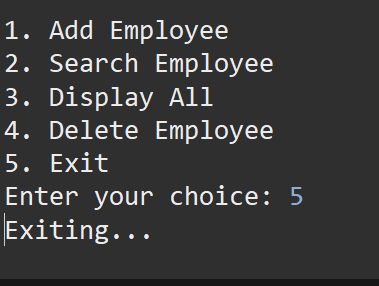 1. Add Employee
2. Search Employee
3. Display All
4. Delete Employee
5. Exit
Enter your choice: 5
Exiting...